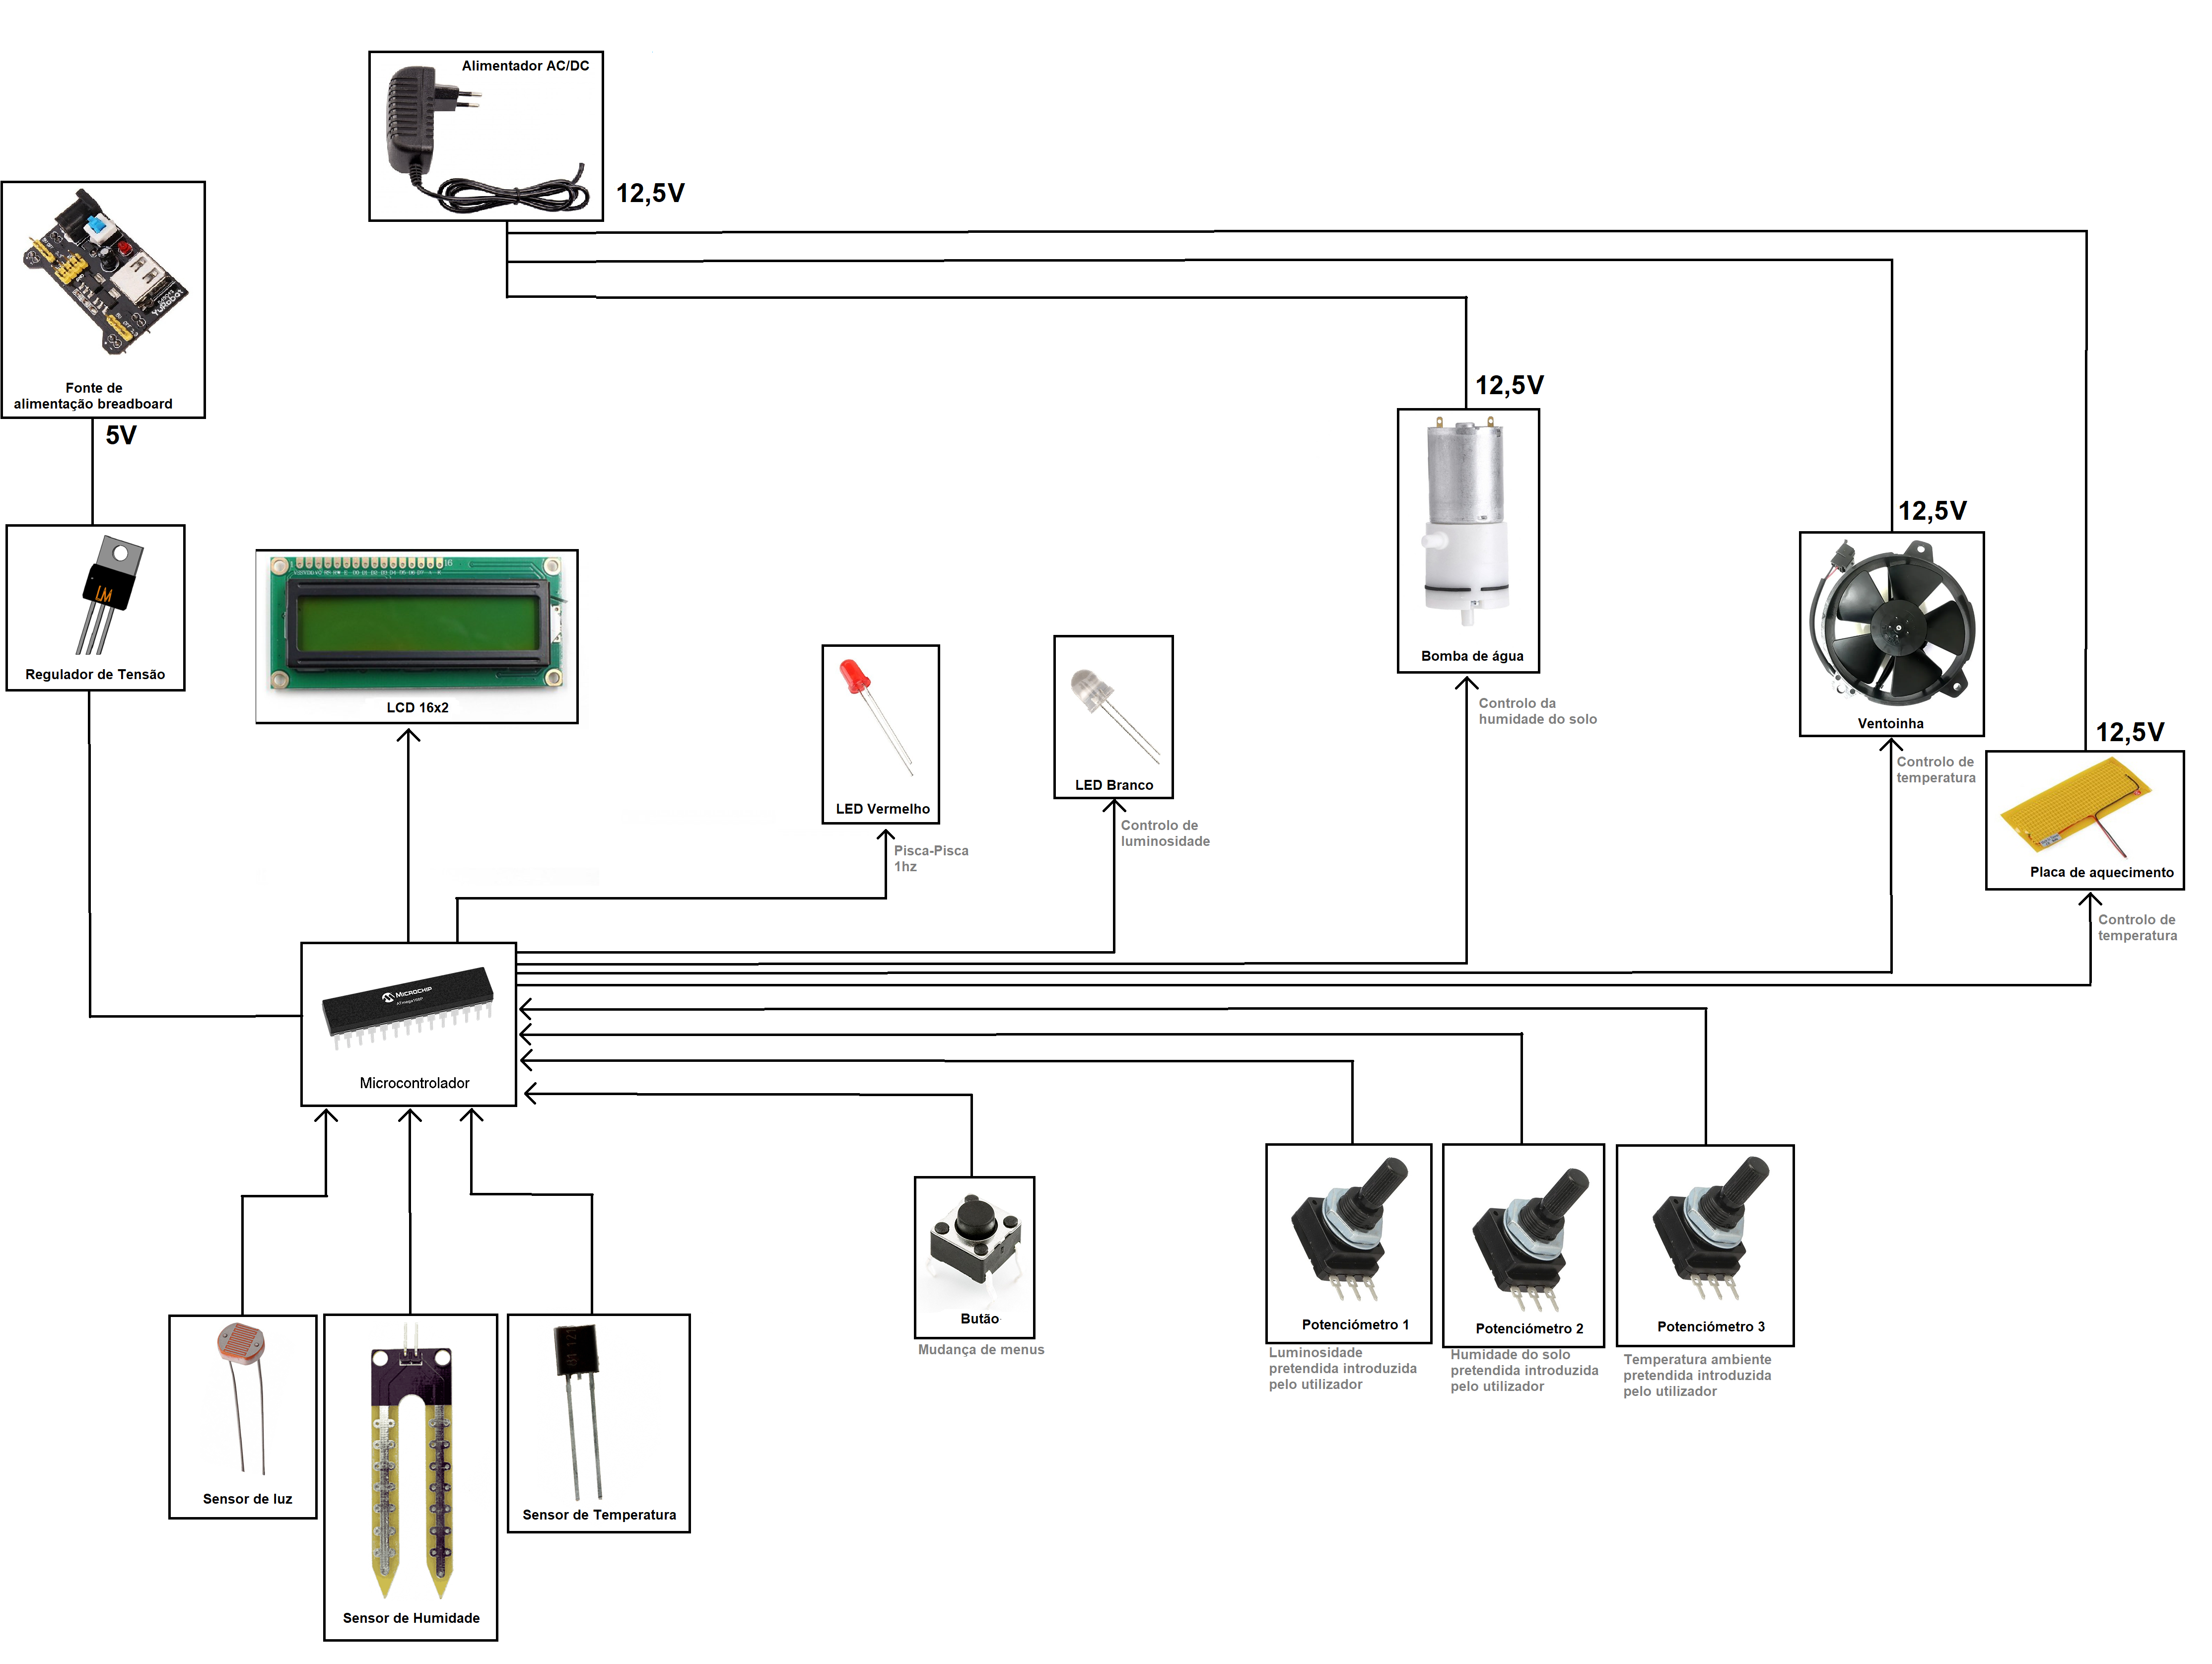 Alimentador AC/DC
12,5V
YuRobot
Fonte de
alimentação breadboard
5V
12,5V
12,5V
12,5V
LM
Regulador de Tensão
16
LCD 16x2
LED Vermelho
Pisca-Pisca
1hz
LED Branco
Controlo de
luminosidade
Bomba de água
Controlo da
humidade do solo
Ventoinha
Controlo de
temperatura
Placa de aquecimento
Controlo de
temperatura
MICROCHIP
Microcontrolador
Butão
Mudança de menus
Potenciómetro 1
Luminosidade
pretendida introduzida
pelo utilizador
Potenciómetro 2
Humidade do solo
pretendida introduzida
pelo utilizador
Potenciómetro 3
Temperatura ambiente
pretendida introduzida
pelo utilizador
Sensor de luz
Sensor de Humidade
Sensor de Temperatura